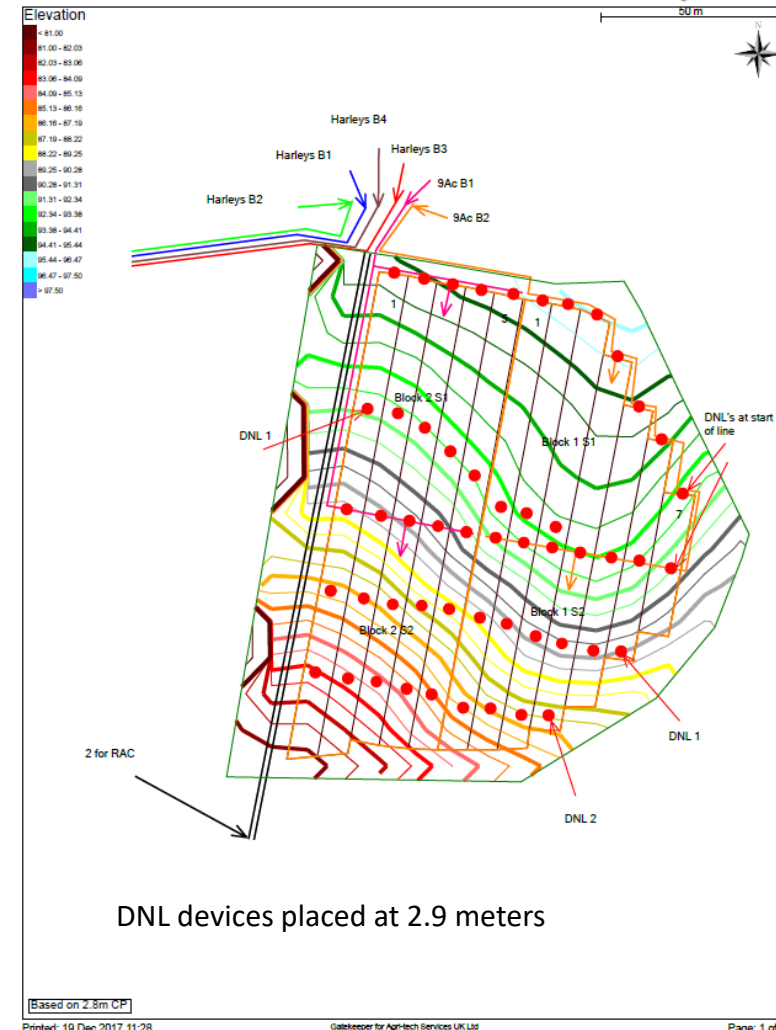 Elevation
50 m
N
< 81.00
81.00 - 82.03
82.03 - 83.06
83.06 - 84.09
84.09 - 85.13
85.13 - 86.16
86.16 - 87.19
87.19 - 88.22
88.22 - 89.25
89.25 - 90.28
90.28 - 91.31
91.31 - 92.34
92.34 - 93.38
93.38 - 94.41
94.41 - 95.44
95.44 - 96.47
96.47 - 97.50
> 97.50
Harleys B4
Harleys B3
Harleys B1
9Ac B1
Harleys B2
9Ac B2
1
5
1
Block 2 S1
DNL's at start
of line
DNL 1
Block 1 S1
7
Block 1 S2
Block 2 S2
DNL 1
2 for RAC
DNL 2
DNL devices placed at 2.9 meters
Based on 2.8m CP
Printed: 19 Dec 2017 11:28
Gatekeeper for Agri-tech Services UK Ltd
Page: 1 of